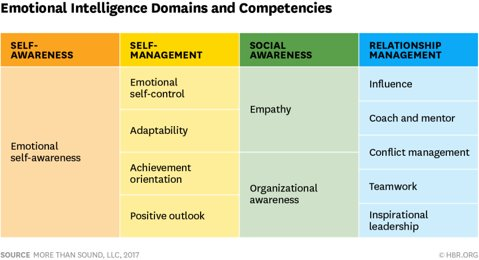 Emotional Intelligence Domains and Competencies
SELF-
AWARENESS
SELF-
MANAGEMENT
SOCIAL
AWARENESS
RELATIONSHIP
MANAGEMENT
Emotional
self-awareness
Emotional
self-control
Adaptability
Achievement
orientation
Positive outlook
Empathy
Organizational
awareness
Influence
Coach and mentor
Conflict management
Teamwork
Inspirational
leadership
SOURCE MORE THAN SOUND, LLC, 2017
© HBR.ORG